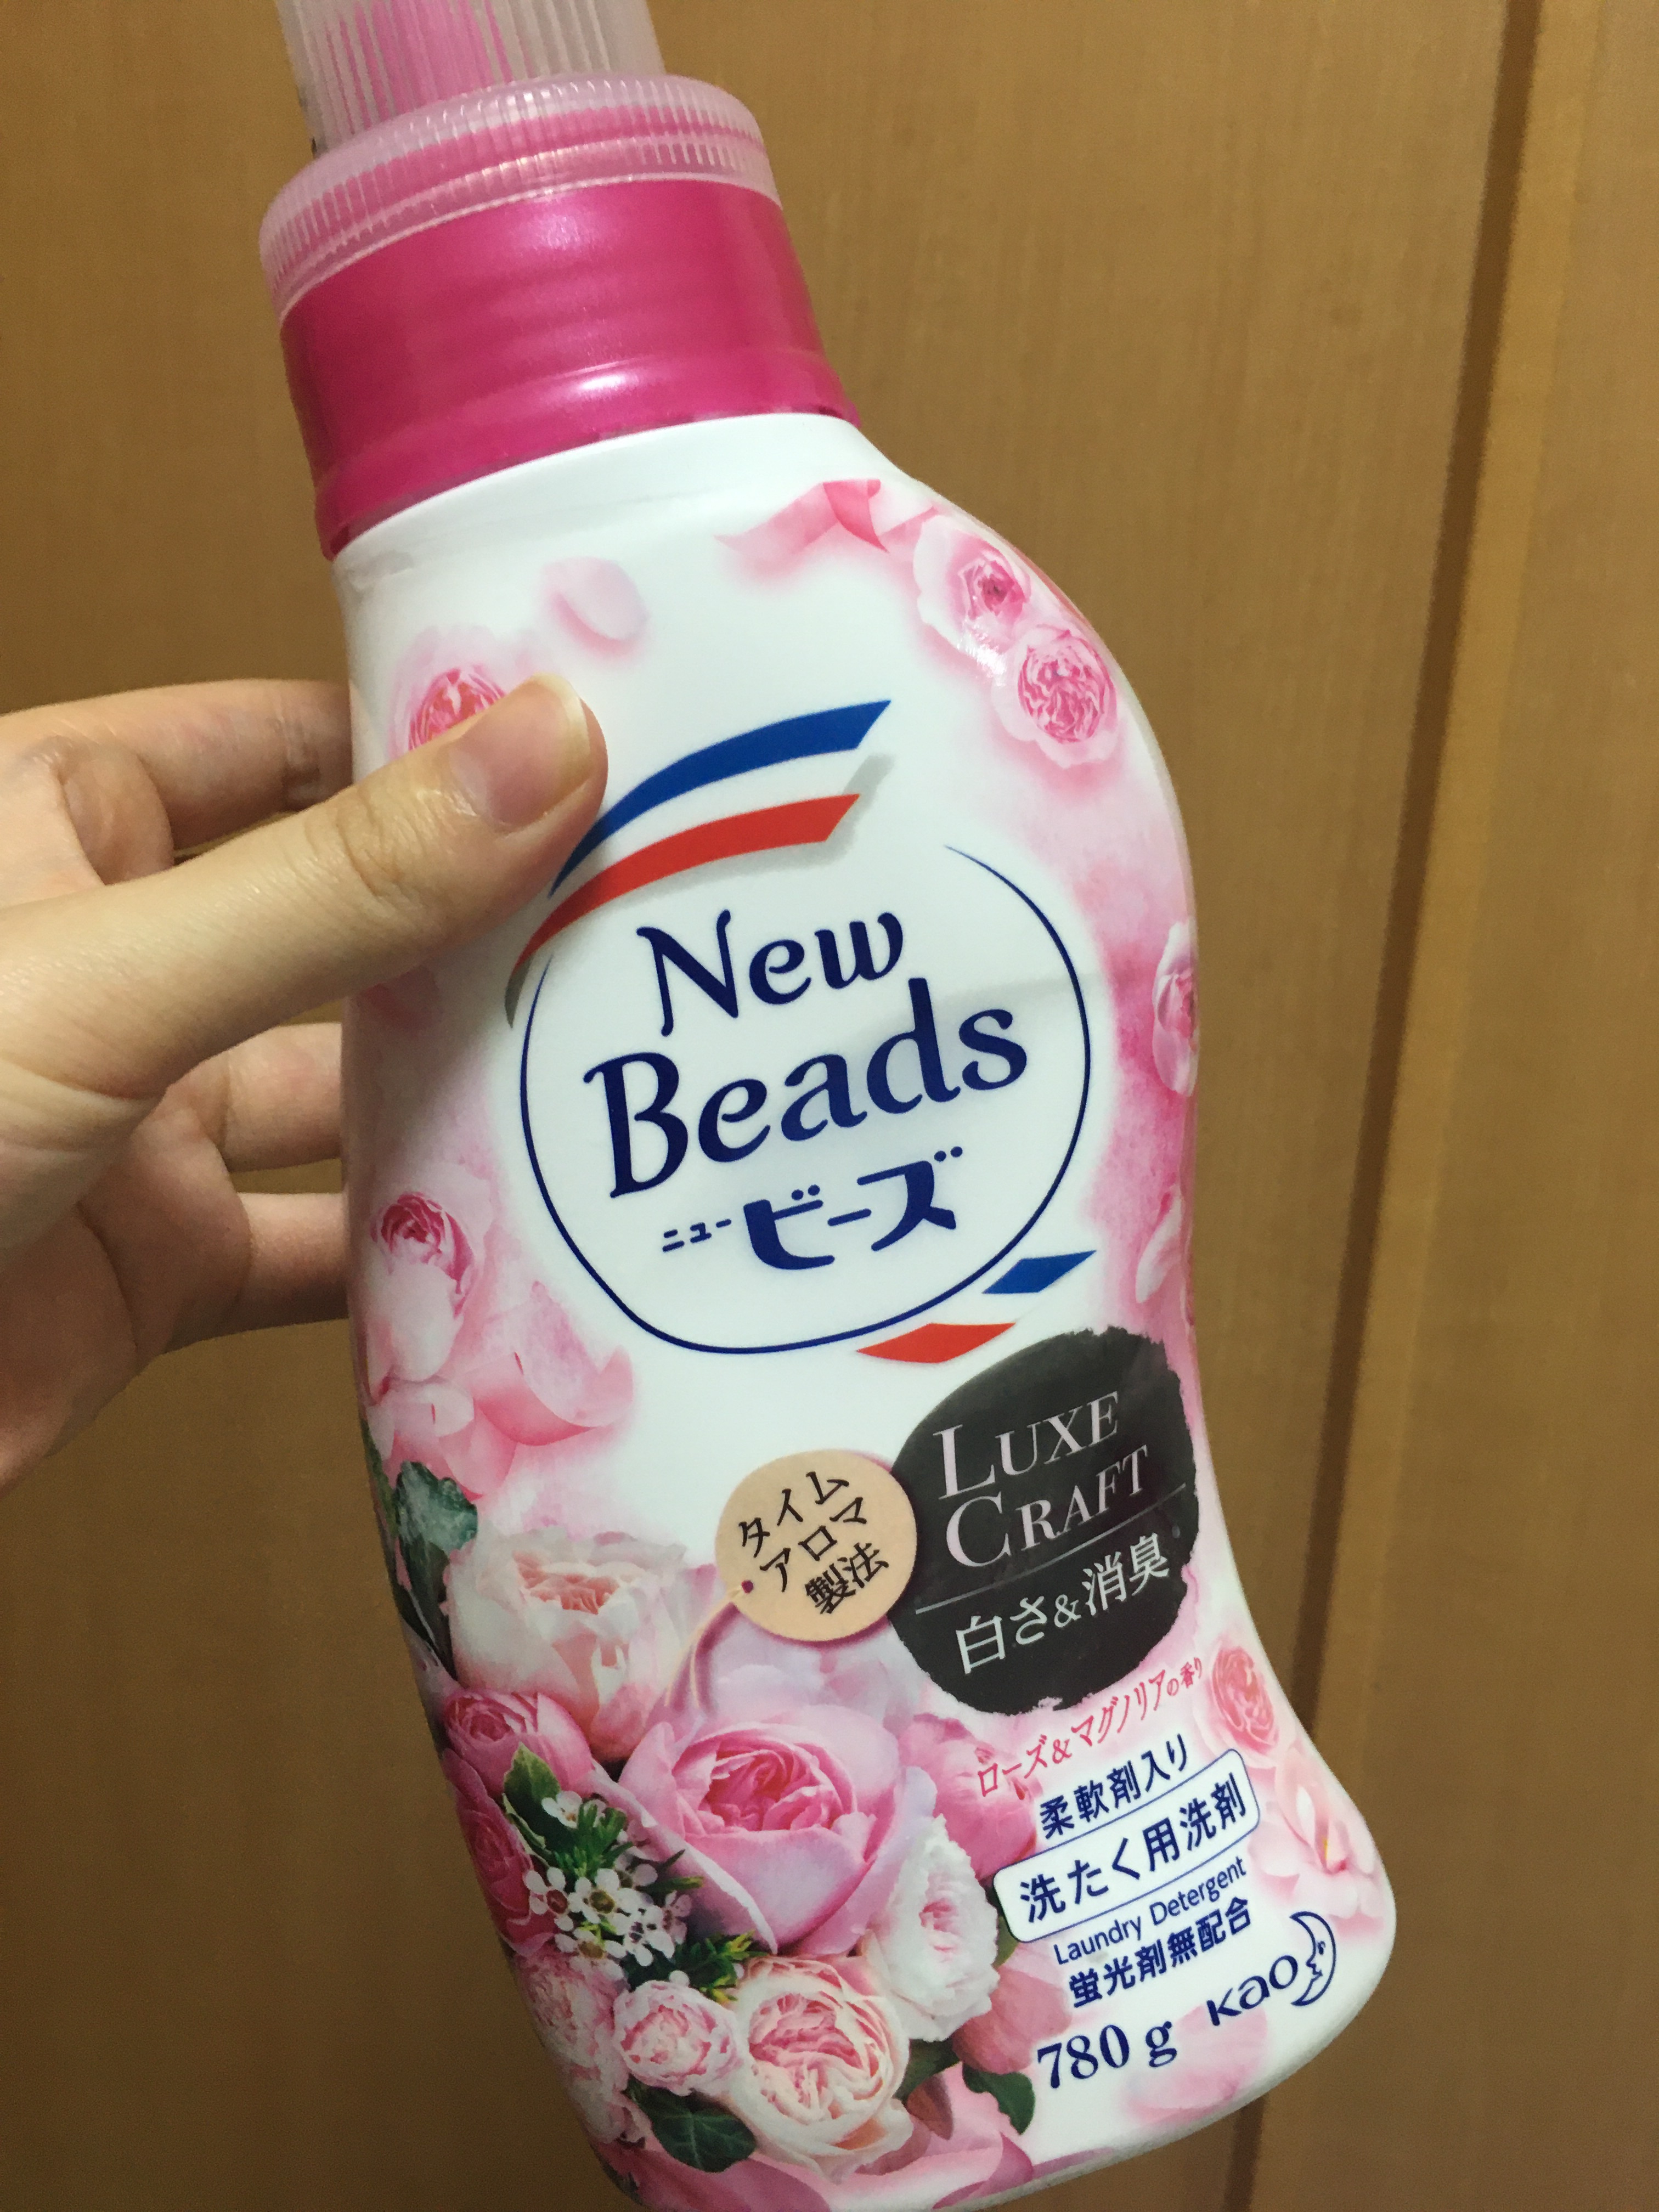 New
Beads
ニュービーズ
LUXE
CRAFT
白さ&消臭
タイム
アロマ
製法
ローズ&マグノリアの香り
柔軟剤入り
洗たく用洗剤
Laundry Detergent
蛍光剤無配合
kao
780 g